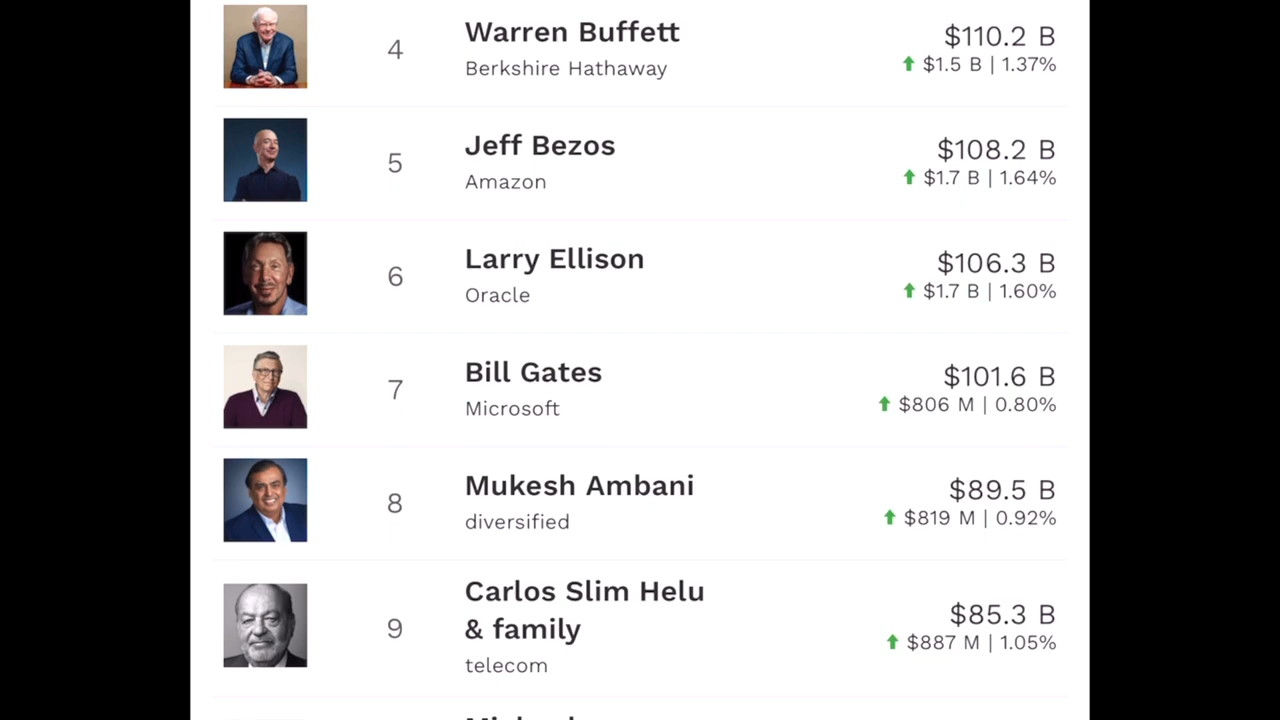 4
Warren Buffett
Berkshire Hathaway
$110.2 B
$1.5 B | 1.37%
5
Jeff Bezos
Amazon
$108.2 B
$1.7 B | 1.64%
6
Larry Ellison
Oracle
$106.3 B
$1.7 B | 1.60%
7
Bill Gates
Microsoft
$101.6 B
$806 M | 0.80%
8
Mukesh Ambani
diversified
$89.5 B
$819 M | 0.92%
9
Carlos Slim Helu
& family
telecom
$85.3 B
$887 M | 1.05%